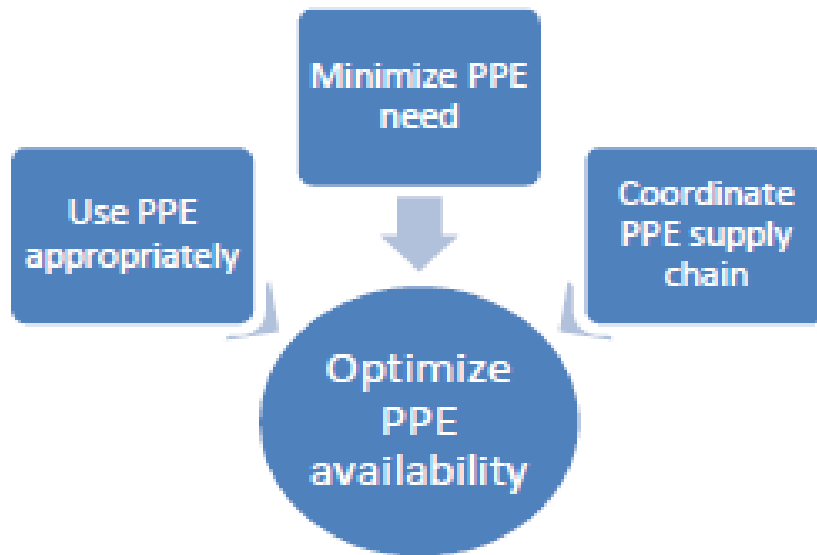 Minimize PPE
need
Use PPE
appropriately
Coordinate
PPE supply
chain
Optimize
PPE
availability